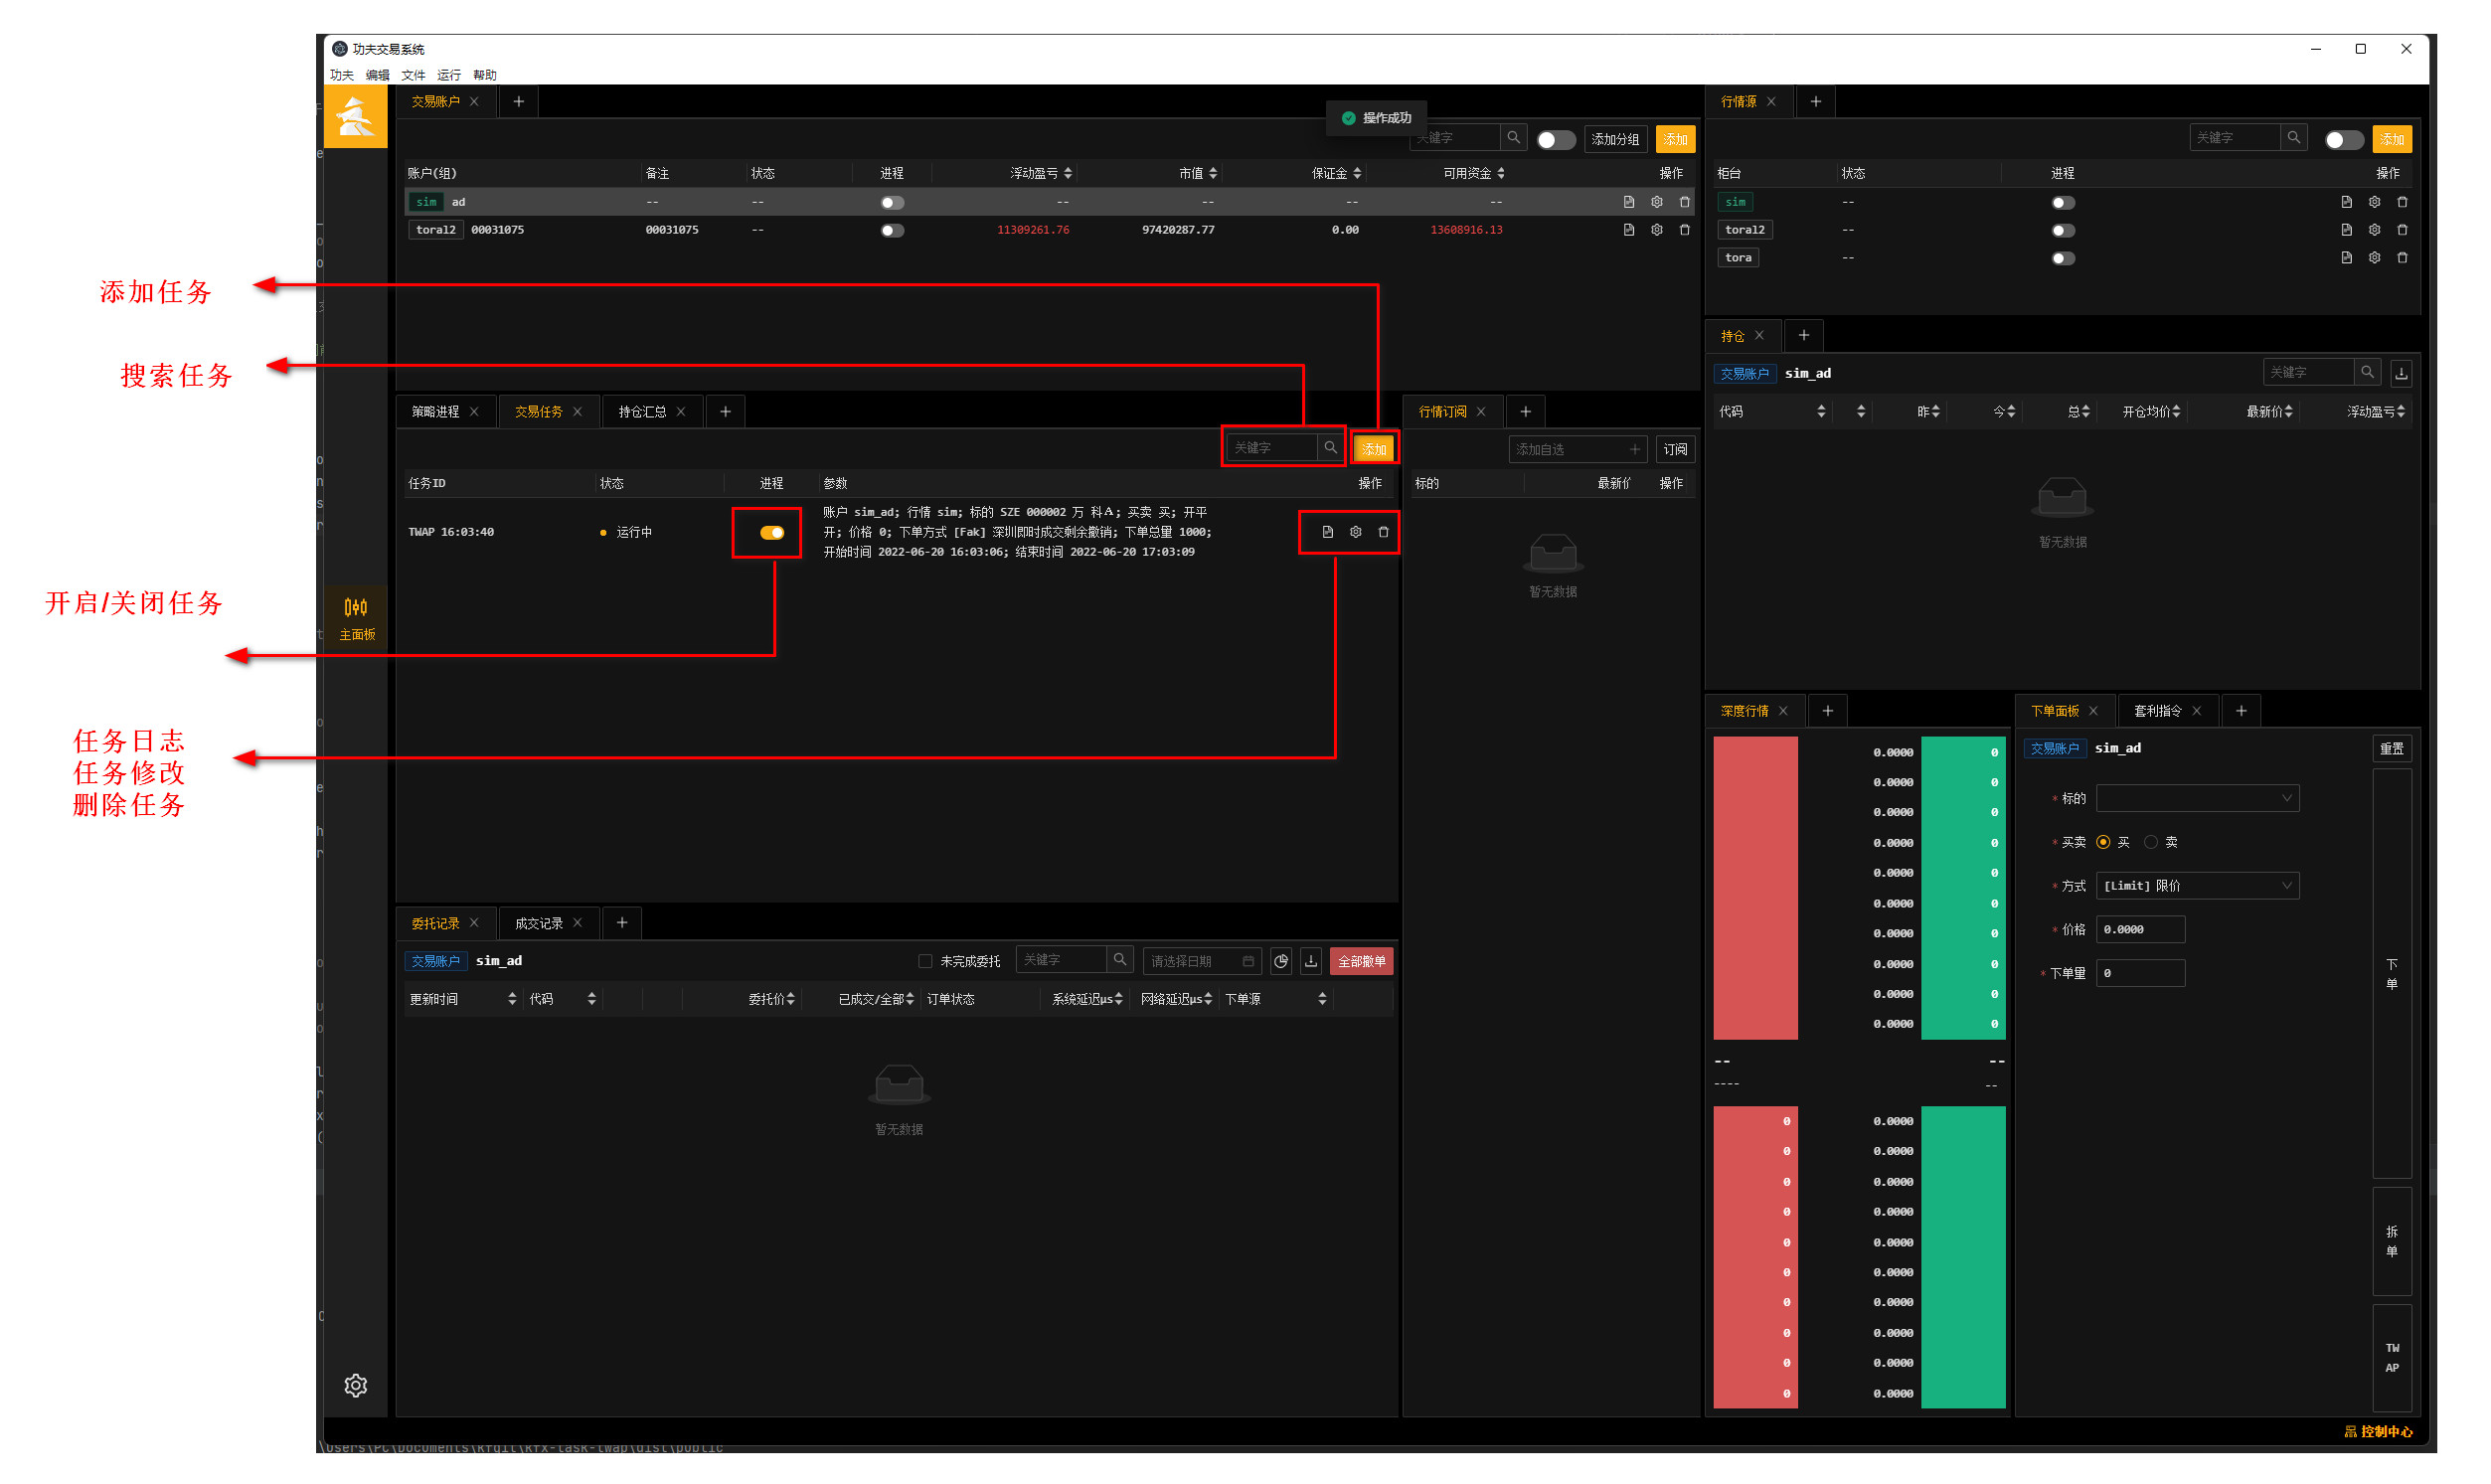 功夫交易系统
功夫 编辑 文件 运行 帮助
交易账户
操作成功
关键字 添加分组 添加
账户(组) 备注 状态 进程 浮动盈亏 市值 保证金 可用资金 操作
sim ad -- -- -- -- -- --
toral2 00031075 00031075 -- 11309261.76 97420287.77 0.00 13608916.13
行情源
关键字 添加
柜台 状态 进程 操作
sim --
toral2 --
tora --
添加任务
搜索任务
开启/关闭任务
任务日志
任务修改
删除任务
主面板
策略进程 交易任务 持仓汇总
关键字 添加
任务ID 状态 进程 参数 操作
TWAP 16:03:40 运行中
账户 sim_ad; 行情 sim; 标的 SZE 000002 万 科A; 买卖 买; 开平
开; 价格 0; 下单方式 [Fak] 深圳即时成交剩余撤销; 下单总量 1000;
开始时间 2022-06-20 16:03:06; 结束时间 2022-06-20 17:03:09
行情订阅
添加自选 订阅
标的 最新价 操作
暂无数据
持仓
交易账户 sim_ad 关键字
代码 昨 今 总 开仓均价 最新价 浮动盈亏
暂无数据
委托记录 成交记录
交易账户 sim_ad 未完成委托 关键字 请选择日期 全部撤单
更新时间 代码 委托价 已成交/全部 订单状态 系统延迟μs 网络延迟μs 下单源
暂无数据
深度行情
0.0000 0
0.0000 0
0.0000 0
0.0000 0
0.0000 0
0.0000 0
0.0000 0
0.0000 0
0.0000 0
0.0000 0
-- --
---- --
0 0.0000
0 0.0000
0 0.0000
0 0.0000
0 0.0000
0 0.0000
0 0.0000
0 0.0000
0 0.0000
0 0.0000
下单面板 套利指令
交易账户 sim_ad 重置
* 标的
* 买卖 买 卖
* 方式 [Limit] 限价
* 价格 0.0000
* 下单量 0
下
单
拆
单
TW
AP
控制中心
\Users\PC\Documents\kfgit\kfx-task-twap\dist\public